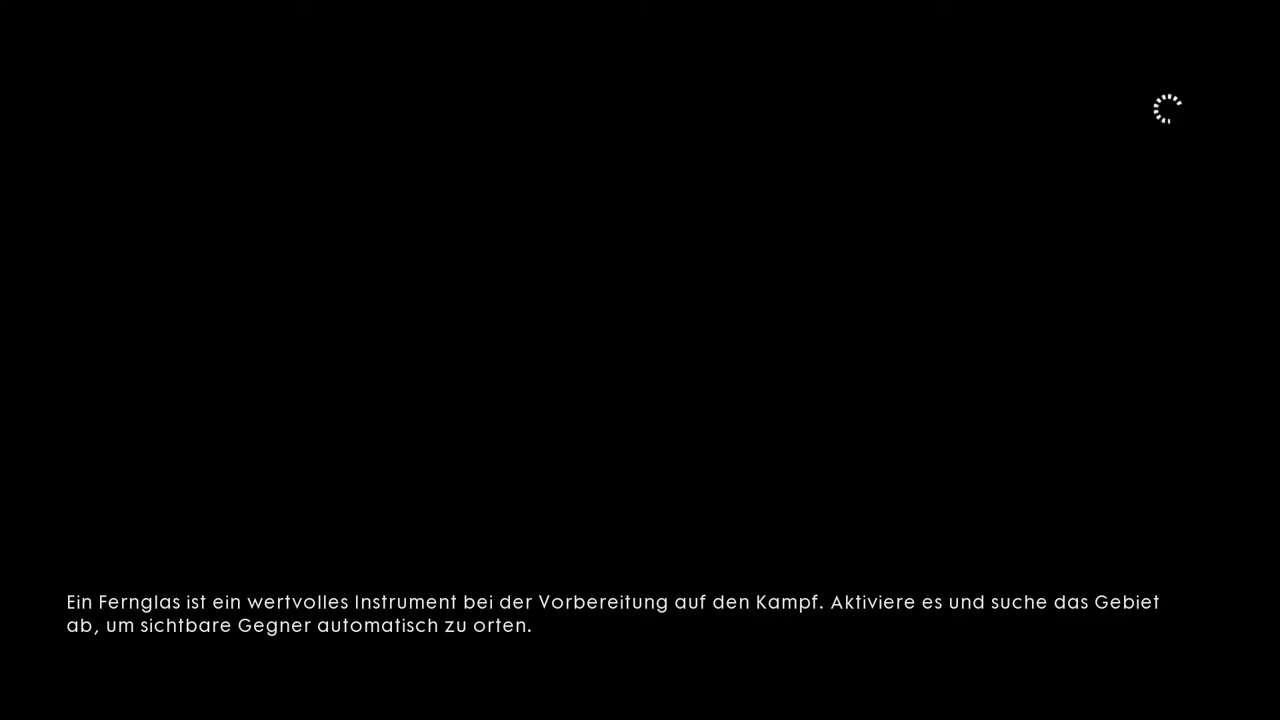 Ein Fernglas ist ein wertvolles Instrument bei der Vorbereitung auf den Kampf. Aktiviere es und suche das Gebiet
ab, um sichtbare Gegner automatisch zu orten.